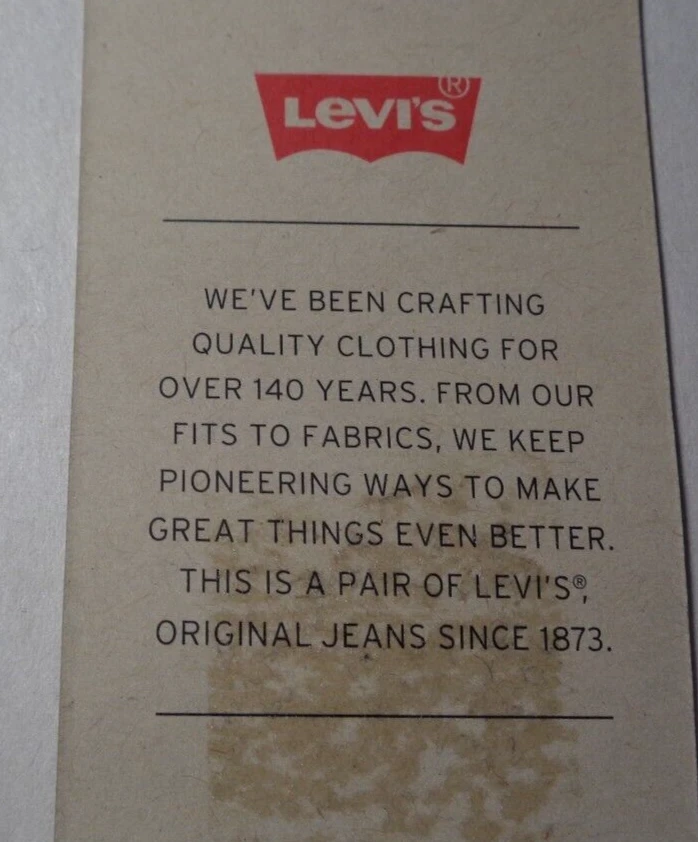 LEVI'S®
WE'VE BEEN CRAFTING
QUALITY CLOTHING FOR
OVER 140 YEARS. FROM OUR
FITS TO FABRICS, WE KEEP
PIONEERING WAYS TO MAKE
GREAT THINGS EVEN BETTER.
THIS IS A PAIR OF LEVI'S®,
ORIGINAL JEANS SINCE 1873.